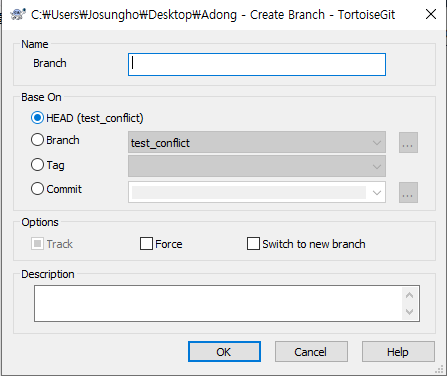 C:₩Users₩Josungho₩Desktop₩Adong - Create Branch - TortoiseGit
Name
Branch
Base On
HEAD (test_conflict)
Branch test_conflict ...
Tag
Commit ...
Options
Track Force Switch to new branch
Description
OK Cancel Help